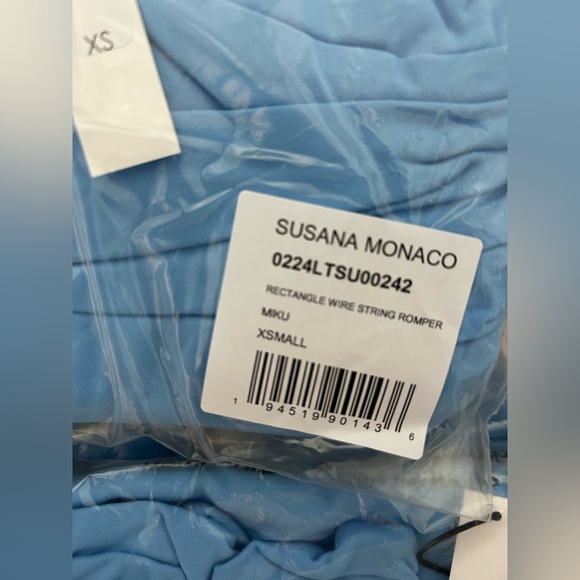 XS
SUSANA MONACO
0224LTSU00242
RECTANGLE WIRE STRING ROMPER
MIKU
XSMALL
1 94519 90143 6